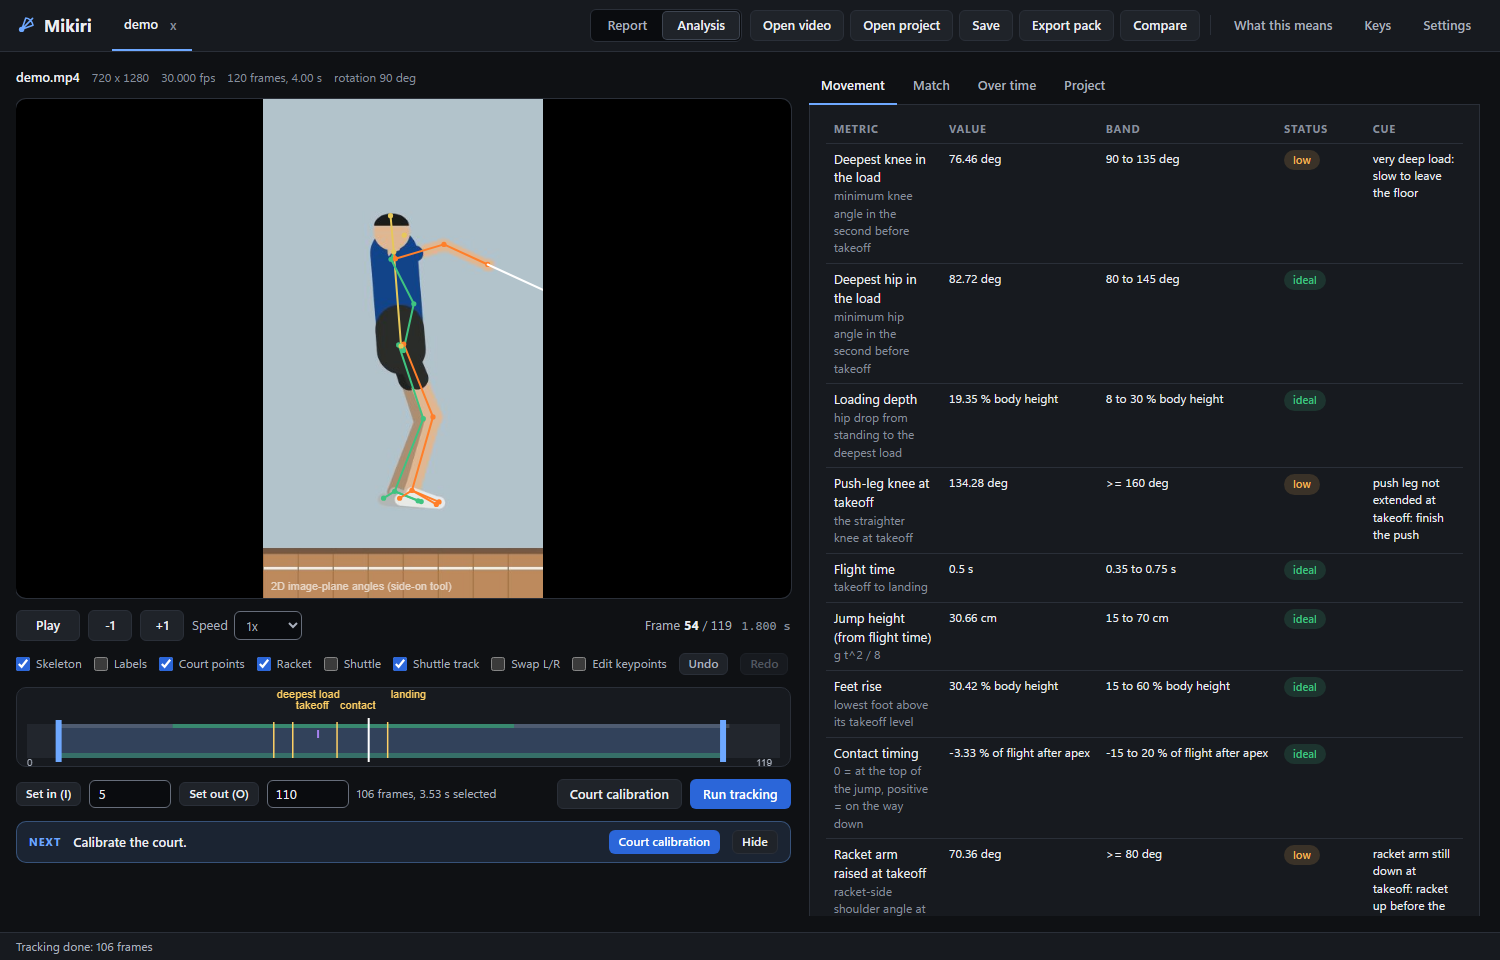 Mikiri
demo x
Report Analysis Open video Open project Save Export pack Compare What this means Keys Settings
demo.mp4 720 x 1280 30.000 fps 120 frames, 4.00 s rotation 90 deg
2D image-plane angles (side-on tool)
Play -1 +1 Speed 1x Frame 54 / 119 1.800 s
Skeleton Labels Court points Racket Shuttle Shuttle track Swap L/R Edit keypoints Undo Redo
deepest load landing
takeoff contact
0 119
Set in (I) 5 Set out (O) 110 106 frames, 3.53 s selected Court calibration Run tracking
NEXT Calibrate the court. Court calibration Hide
Movement Match Over time Project
METRIC VALUE BAND STATUS CUE
Deepest knee in the load
minimum knee angle in the second before takeoff
76.46 deg 90 to 135 deg low very deep load: slow to leave the floor
Deepest hip in the load
minimum hip angle in the second before takeoff
82.72 deg 80 to 145 deg ideal
Loading depth
hip drop from standing to the deepest load
19.35 % body height 8 to 30 % body height ideal
Push-leg knee at takeoff
the straighter knee at takeoff
134.28 deg >= 160 deg low push leg not extended at takeoff: finish the push
Flight time
takeoff to landing
0.5 s 0.35 to 0.75 s ideal
Jump height (from flight time)
g t^2 / 8
30.66 cm 15 to 70 cm ideal
Feet rise
lowest foot above its takeoff level
30.42 % body height 15 to 60 % body height ideal
Contact timing
0 = at the top of the jump, positive = on the way down
-3.33 % of flight after apex -15 to 20 % of flight after apex ideal
Racket arm raised at takeoff
racket-side shoulder angle at
70.36 deg >= 80 deg low racket arm still down at takeoff: racket up before the
Tracking done: 106 frames